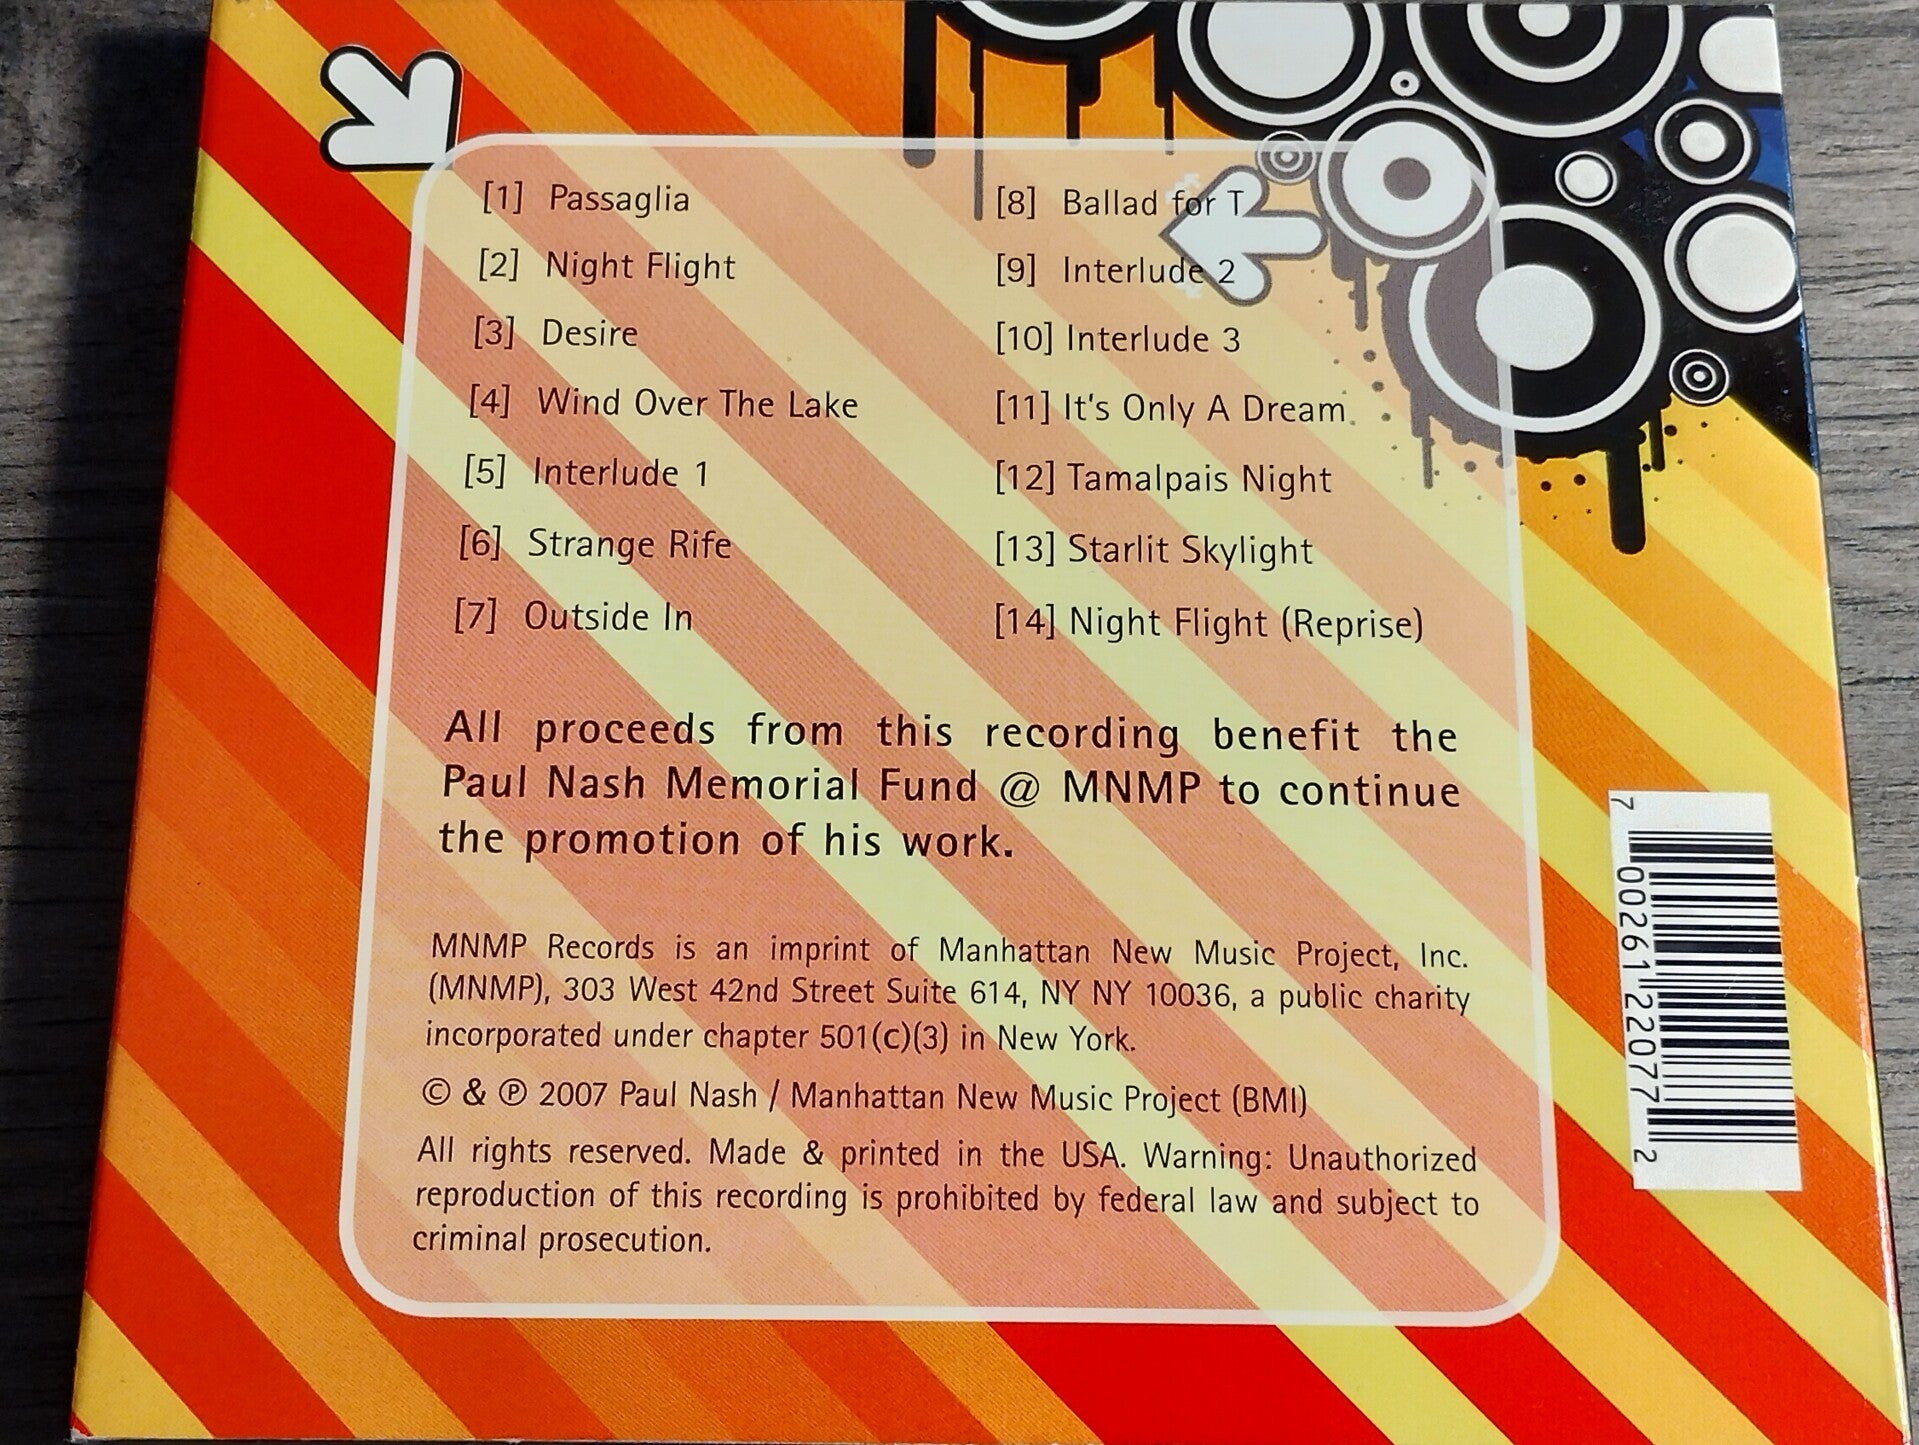 [1] Passaglia
[2] Night Flight
[3] Desire
[4] Wind Over The Lake
[5] Interlude 1
[6] Strange Rife
[7] Outside In
[8] Ballad for T
[9] Interlude 2
[10] Interlude 3
[11] It's Only A Dream
[12] Tamalpais Night
[13] Starlit Skylight
[14] Night Flight (Reprise)
All proceeds from this recording benefit the
Paul Nash Memorial Fund @ MNMP to continue
the promotion of his work.
MNMP Records is an imprint of Manhattan New Music Project, Inc.
(MNMP), 303 West 42nd Street Suite 614, NY NY 10036, a public charity
incorporated under chapter 501(c)(3) in New York.
© & ℗ 2007 Paul Nash / Manhattan New Music Project (BMI)
All rights reserved. Made & printed in the USA. Warning: Unauthorized
reproduction of this recording is prohibited by federal law and subject to
criminal prosecution.
7 00261 22077 2